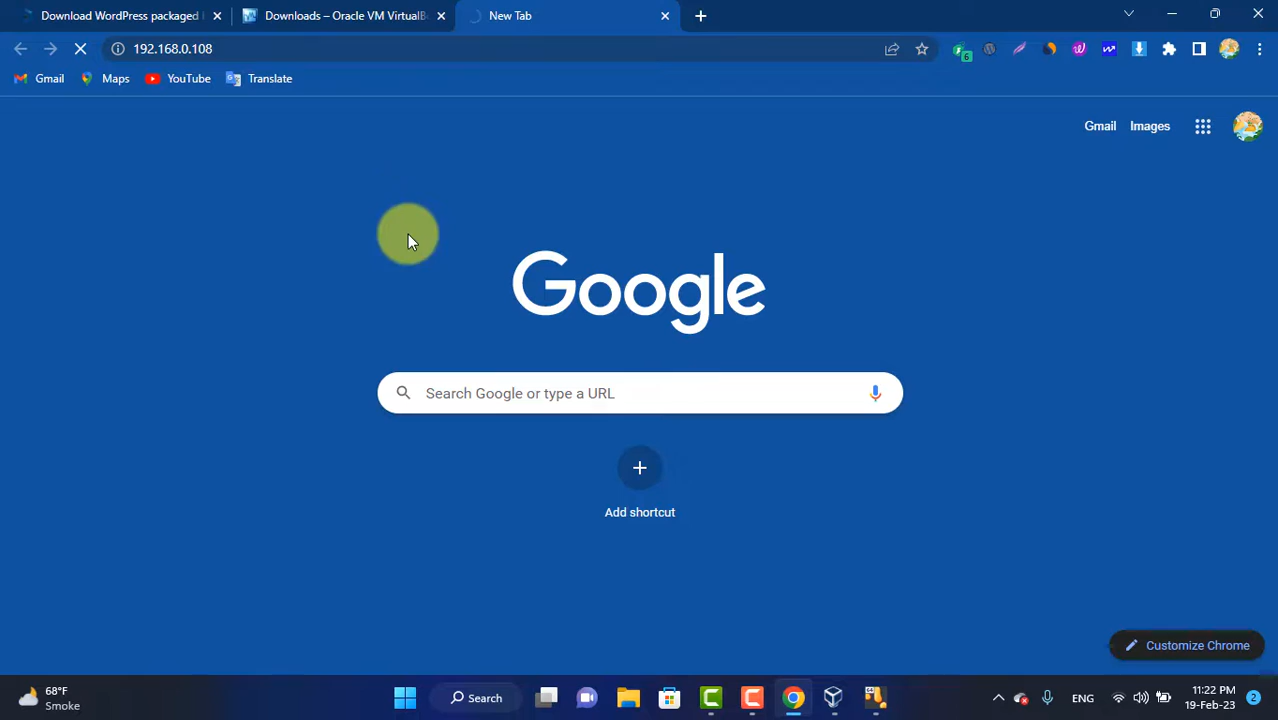 Download WordPress packaged
Downloads – Oracle VM VirtualB
New Tab
192.168.0.108
6
Gmail
Maps
YouTube
Translate
Gmail
Images
Google
Search Google or type a URL
Add shortcut
Customize Chrome
68°F
Smoke
Search
ENG
11:22 PM
19-Feb-23
2